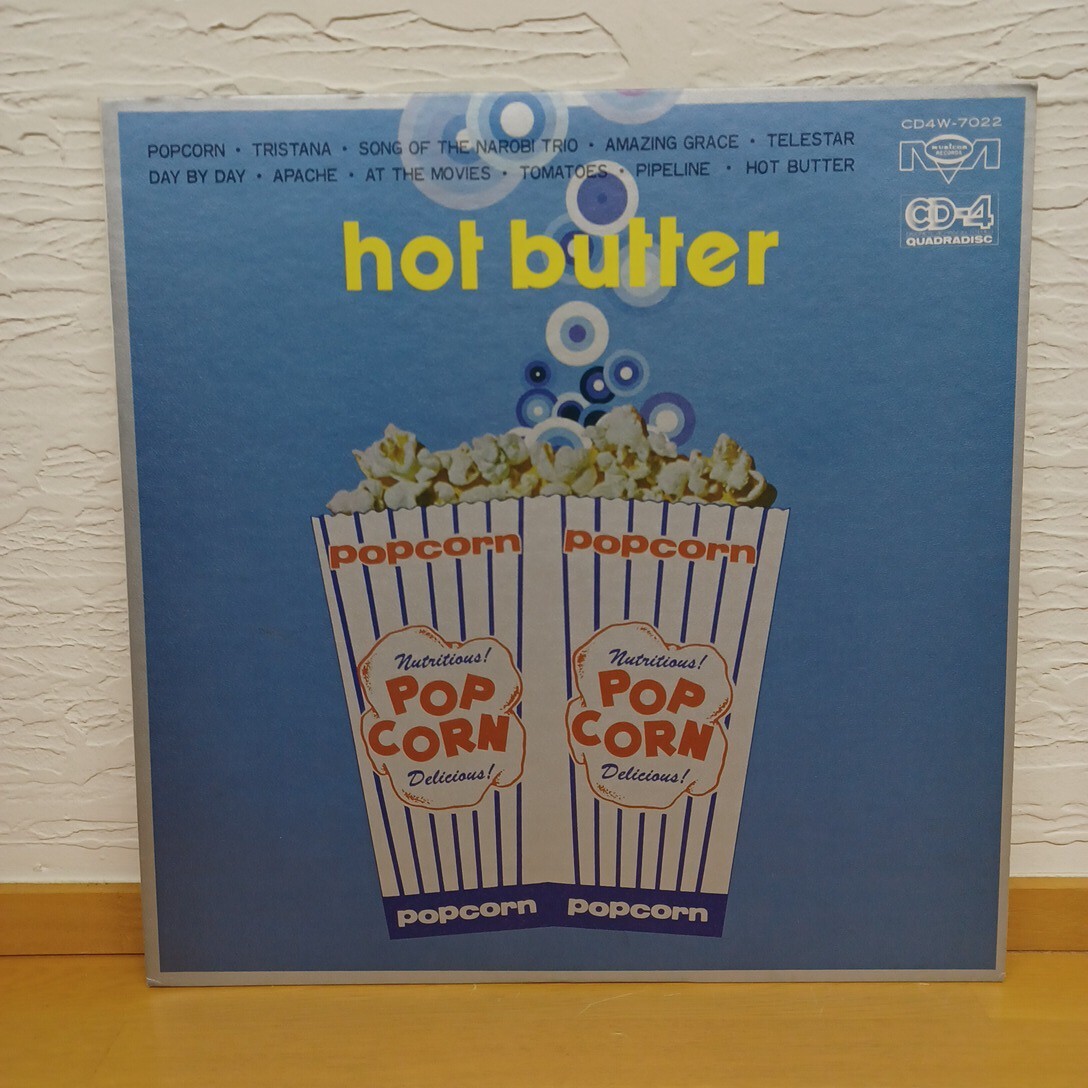 CD4W-7022
POPCORN • TRISTANA • SONG OF THE NAROBI TRIO • AMAZING GRACE • TELESTAR
musicor
RECORDS
DAY BY DAY • APACHE • AT THE MOVIES • TOMATOES • PIPELINE • HOT BUTTER
CD-4
QUADRADISC
hot butter
popcorn popcorn
Nutritious! Nutritious!
POP POP
CORN CORN
Delicious! Delicious!
popcorn popcorn